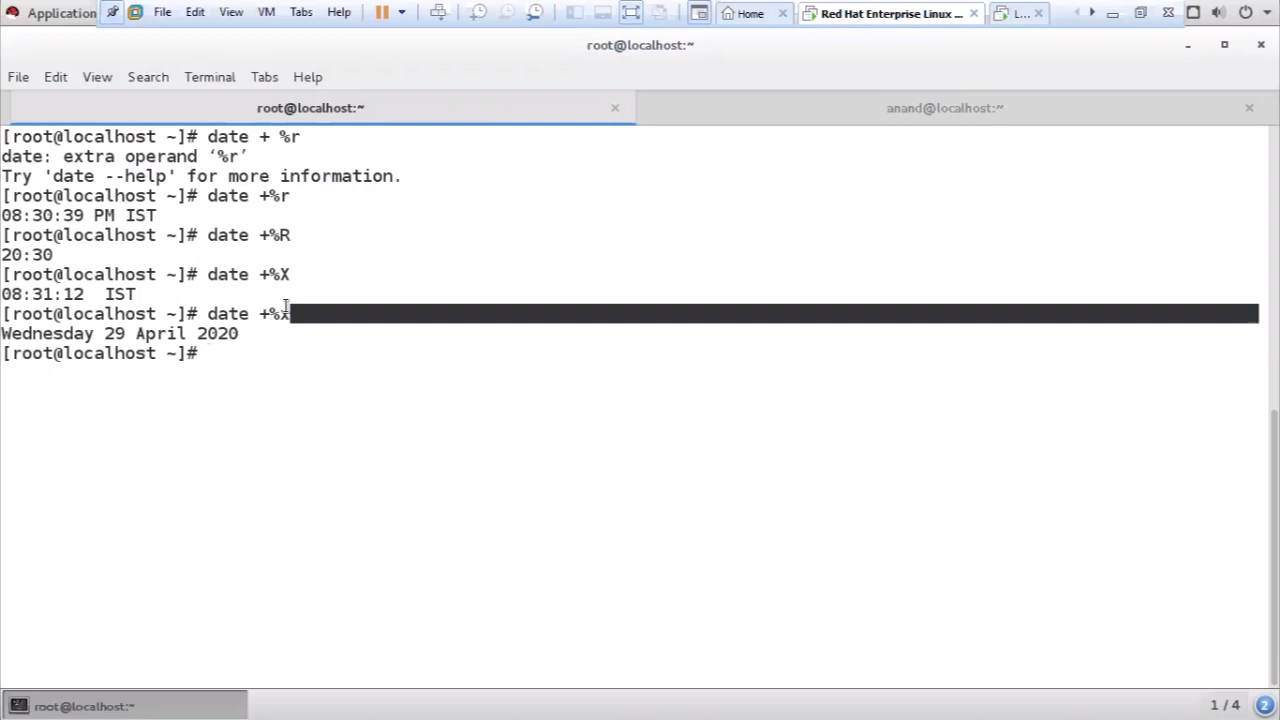 Application File Edit View VM Tabs Help Home Red Hat Enterprise Linux ... L...
root@localhost:~
File Edit View Search Terminal Tabs Help
root@localhost:~ anand@localhost:~
[root@localhost ~]# date + %r
date: extra operand ‘%r’
Try 'date --help' for more information.
[root@localhost ~]# date +%r
08:30:39 PM IST
[root@localhost ~]# date +%R
20:30
[root@localhost ~]# date +%X
08:31:12  IST
[root@localhost ~]# date +%x
Wednesday 29 April 2020
[root@localhost ~]#
root@localhost:~ 1 / 4 2